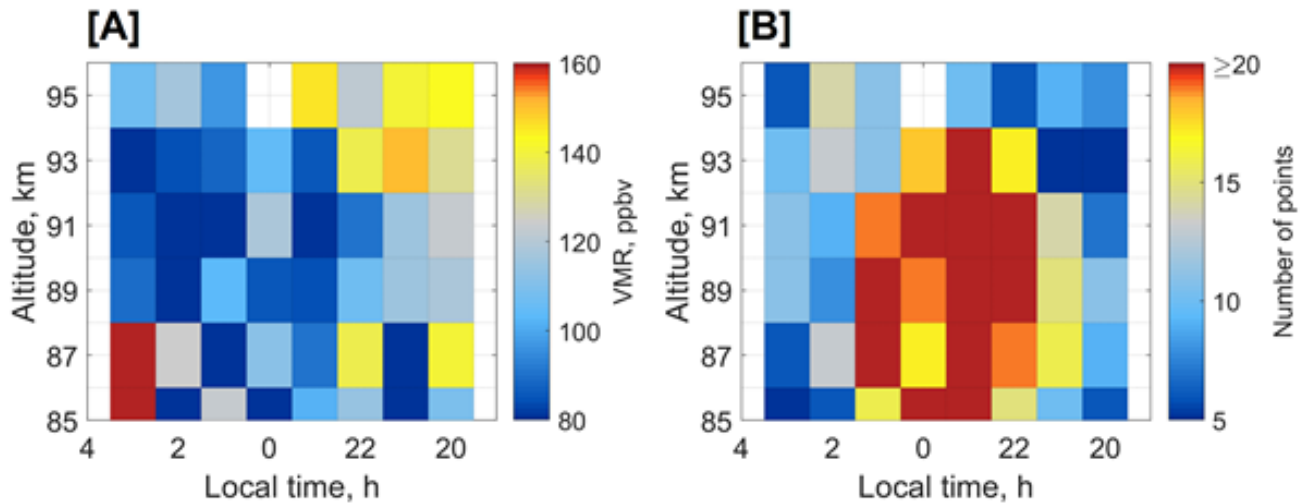 [A]
95
93
91
89
87
85
Altitude, km
4 2 0 22 20
Local time, h
160
140
120
100
80
VMR, ppbv
[B]
95
93
91
89
87
85
Altitude, km
4 2 0 22 20
Local time, h
≥20
15
10
5
Number of points